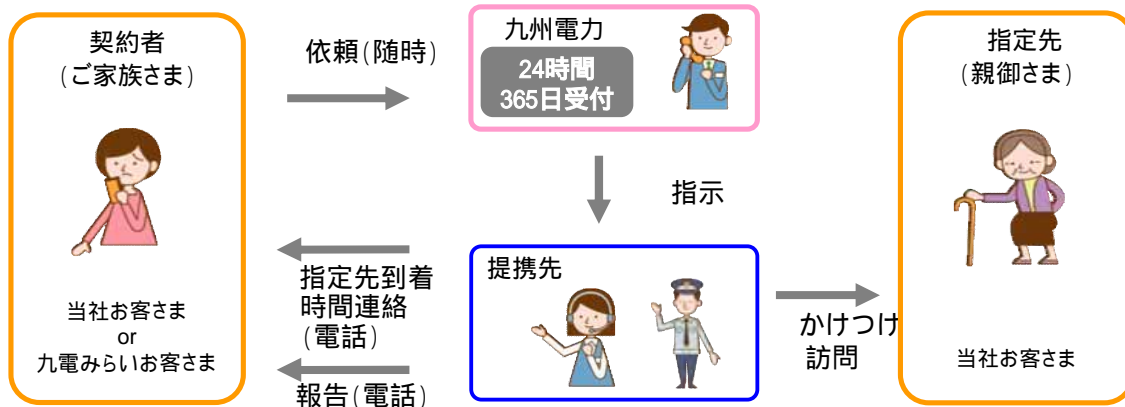 契約者
(ご家族さま)
当社お客さま
or
九電みらいお客さま
依頼(随時)
九州電力
24時間
365日受付
指示
提携先
指定先到着
時間連絡
(電話)
報告(電話)
かけつけ
訪問
指定先
(親御さま)
当社お客さま